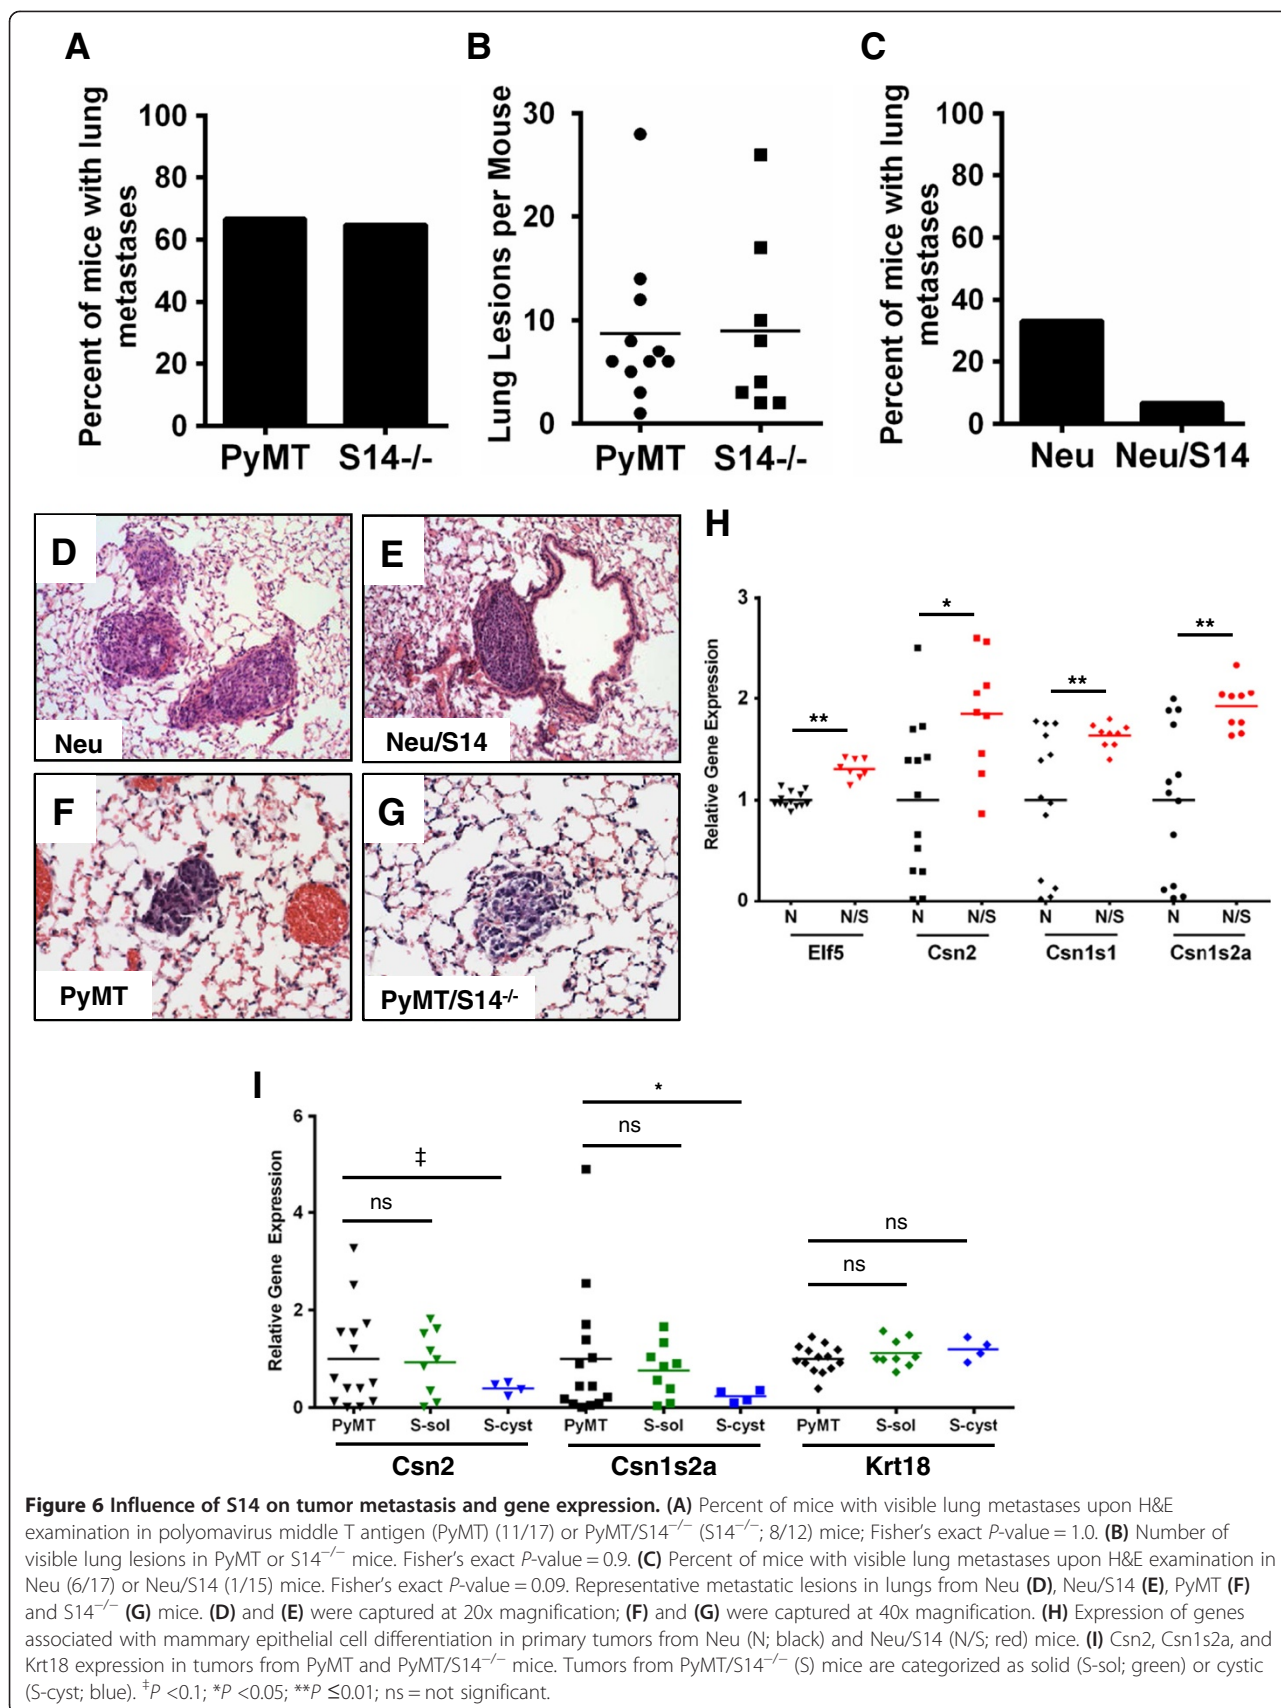 A
Percent of mice with lung
metastases
100
80
60
40
20
0
PyMT S14-/-
B
Lung Lesions per Mouse
30
20
10
0
PyMT S14-/-
C
Percent of mice with lung
metastases
100
80
60
40
20
0
Neu Neu/S14
D
Neu
E
Neu/S14
F
PyMT
G
PyMT/S14-/-
H
Relative Gene Expression
3
2
1
0
** * ** **
N N/S N N/S N N/S N N/S
Elf5 Csn2 Csn1s1 Csn1s2a
I
Relative Gene Expression
6
4
2
0
‡ * ns
ns ns ns
PyMT S-sol S-cyst PyMT S-sol S-cyst PyMT S-sol S-cyst
Csn2 Csn1s2a Krt18
Figure 6 Influence of S14 on tumor metastasis and gene expression. (A) Percent of mice with visible lung metastases upon H&E
examination in polyomavirus middle T antigen (PyMT) (11/17) or PyMT/S14−/− (S14−/−; 8/12) mice; Fisher's exact P-value = 1.0. (B) Number of
visible lung lesions in PyMT or S14−/− mice. Fisher's exact P-value = 0.9. (C) Percent of mice with visible lung metastases upon H&E examination in
Neu (6/17) or Neu/S14 (1/15) mice. Fisher's exact P-value = 0.09. Representative metastatic lesions in lungs from Neu (D), Neu/S14 (E), PyMT (F)
and S14−/− (G) mice. (D) and (E) were captured at 20x magnification; (F) and (G) were captured at 40x magnification. (H) Expression of genes
associated with mammary epithelial cell differentiation in primary tumors from Neu (N; black) and Neu/S14 (N/S; red) mice. (I) Csn2, Csn1s2a, and
Krt18 expression in tumors from PyMT and PyMT/S14−/− mice. Tumors from PyMT/S14−/− (S) mice are categorized as solid (S-sol; green) or cystic
(S-cyst; blue). ‡P <0.1; *P <0.05; **P ≤0.01; ns = not significant.